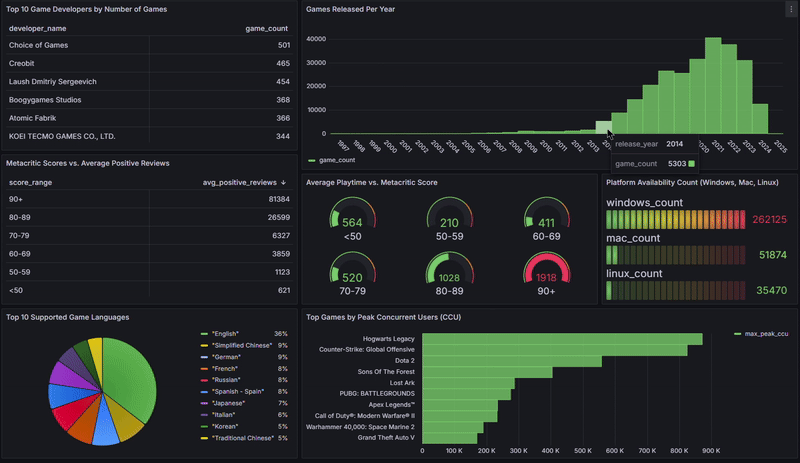 Top 10 Game Developers by Number of Games
developer_name game_count
Choice of Games 501
Creobit 465
Laush Dmitriy Sergeevich 454
Boogygames Studios 368
Atomic Fabrik 366
KOEI TECMO GAMES CO., LTD. 344
Games Released Per Year
40000
30000
20000
10000
0
1997 1998 1999 2000 2001 2002 2003 2004 2005 2006 2007 2008 2009 2010 2011 2012 2013 2020 2021 2022 2023 2024 2025
game_count
release_year 2014
game_count 5303
Metacritic Scores vs. Average Positive Reviews
score_range avg_positive_reviews ↓
90+ 81384
80-89 26599
70-79 6327
60-69 3859
50-59 1123
<50 621
Average Playtime vs. Metacritic Score
564 210 411
<50 50-59 60-69
520 1028 1918
70-79 80-89 90+
Platform Availability Count (Windows, Mac, Linux)
windows_count
262125
mac_count
51874
linux_count
35470
Top 10 Supported Game Languages
"English" 36%
"Simplified Chinese" 9%
"German" 9%
"French" 8%
"Russian" 8%
"Spanish - Spain" 8%
"Japanese" 7%
"Italian" 6%
"Korean" 5%
"Traditional Chinese" 5%
Top Games by Peak Concurrent Users (CCU)
Hogwarts Legacy
Counter-Strike: Global Offensive
Dota 2
Sons Of The Forest
Lost Ark
PUBG: BATTLEGROUNDS
Apex Legends™
Call of Duty®: Modern Warfare® II
Warhammer 40,000: Space Marine 2
Grand Theft Auto V
0 100 K 200 K 300 K 400 K 500 K 600 K 700 K 800 K 900 K
max_peak_ccu